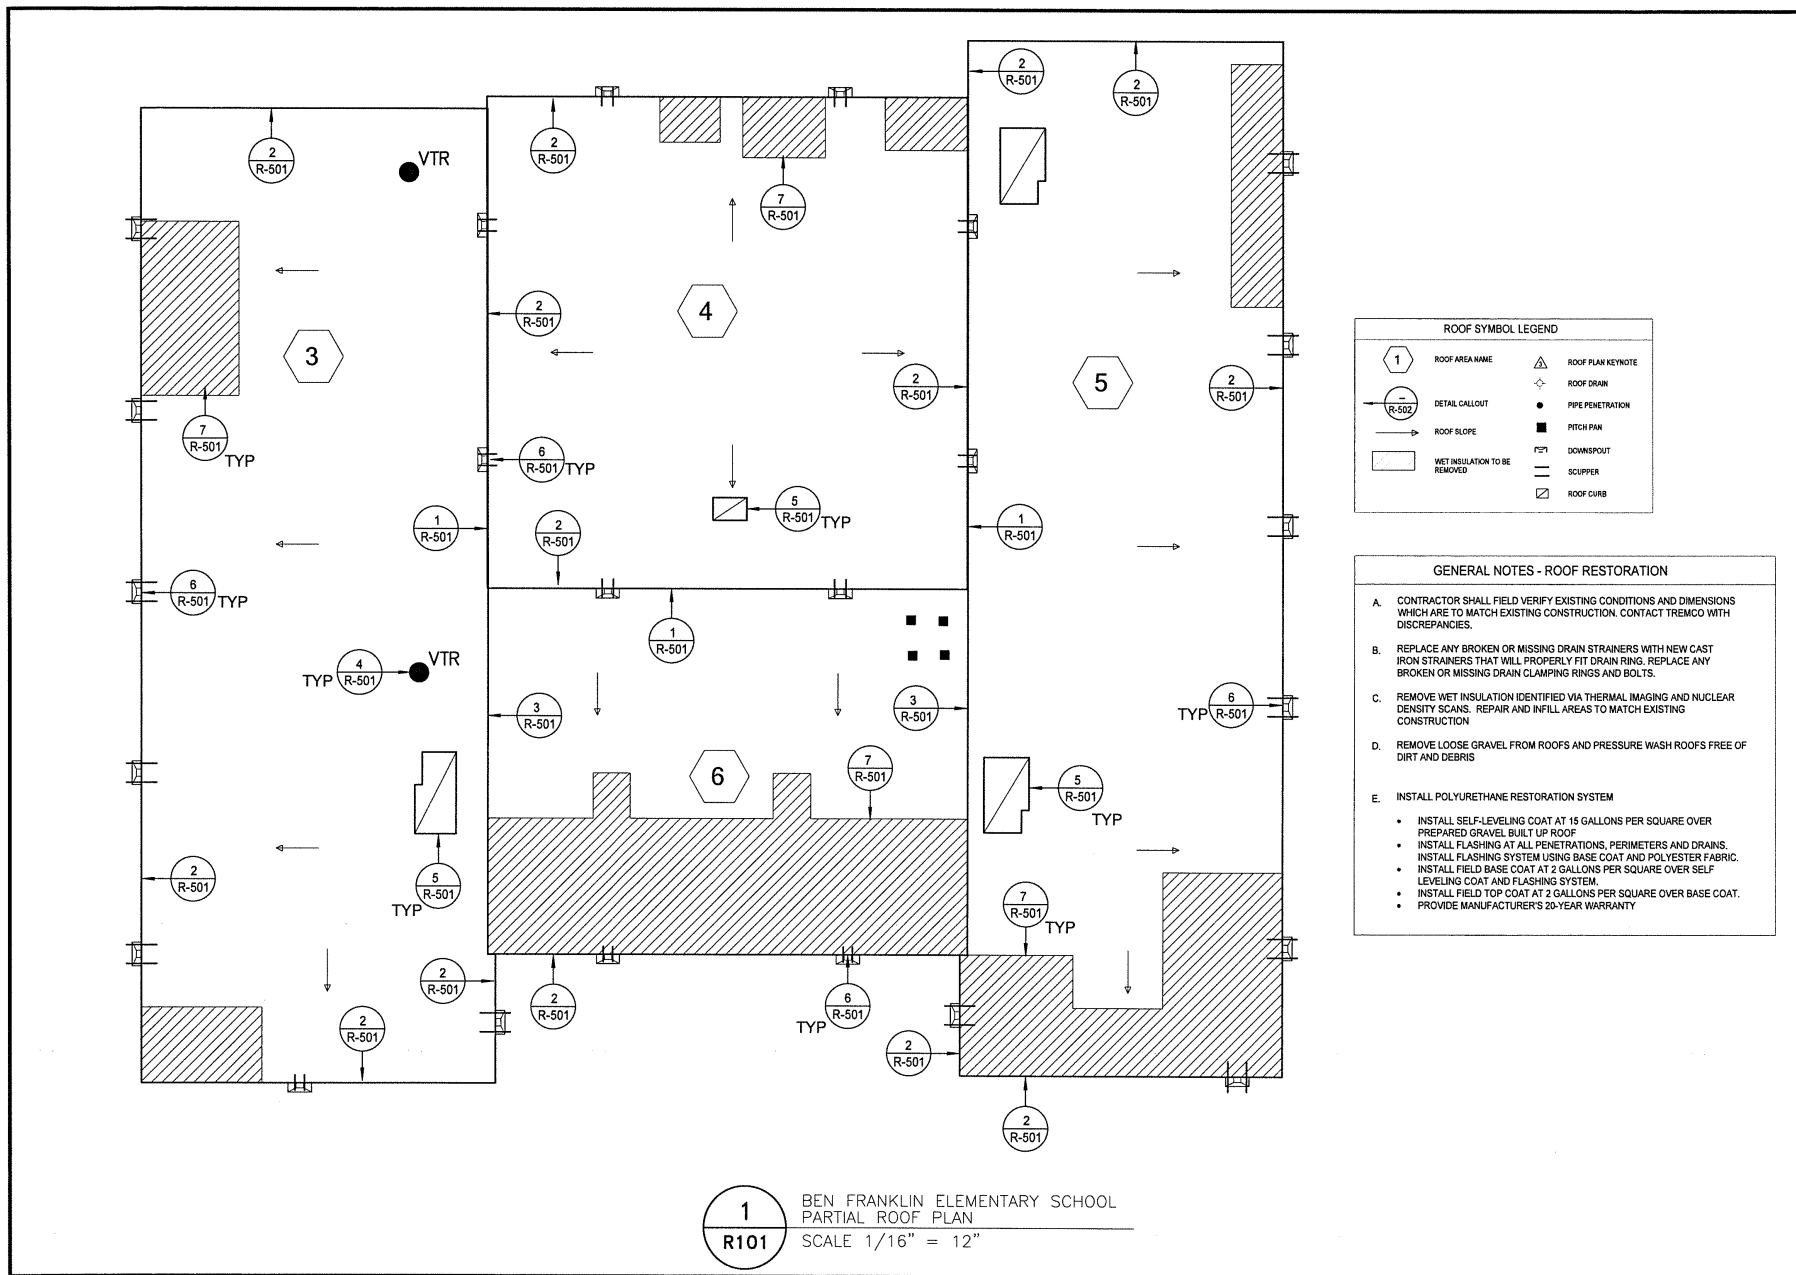 2
R-501
2
R-501
2
R-501
2
R-501
VTR
7
R-501
2
R-501
4
3
5
2
R-501
2
R-501
7
R-501
TYP
6
R-501
TYP
5
R-501
TYP
1
R-501
2
R-501
1
R-501
6
R-501
TYP
1
R-501
4
R-501
TYP
VTR
3
R-501
3
R-501
6
R-501
TYP
6
7
R-501
5
R-501
TYP
2
R-501
5
R-501
TYP
7
R-501
TYP
2
R-501
2
R-501
6
R-501
TYP
2
R-501
2
R-501
2
R-501
ROOF SYMBOL LEGEND
1
ROOF AREA NAME
3
ROOF PLAN KEYNOTE
ROOF DRAIN
–
R-502
DETAIL CALLOUT
PIPE PENETRATION
ROOF SLOPE
PITCH PAN
DOWNSPOUT
WET INSULATION TO BE
REMOVED
SCUPPER
ROOF CURB
GENERAL NOTES - ROOF RESTORATION
A. CONTRACTOR SHALL FIELD VERIFY EXISTING CONDITIONS AND DIMENSIONS
WHICH ARE TO MATCH EXISTING CONSTRUCTION. CONTACT TREMCO WITH
DISCREPANCIES.
B. REPLACE ANY BROKEN OR MISSING DRAIN STRAINERS WITH NEW CAST
IRON STRAINERS THAT WILL PROPERLY FIT DRAIN RING. REPLACE ANY
BROKEN OR MISSING DRAIN CLAMPING RINGS AND BOLTS.
C. REMOVE WET INSULATION IDENTIFIED VIA THERMAL IMAGING AND NUCLEAR
DENSITY SCANS. REPAIR AND INFILL AREAS TO MATCH EXISTING
CONSTRUCTION
D. REMOVE LOOSE GRAVEL FROM ROOFS AND PRESSURE WASH ROOFS FREE OF
DIRT AND DEBRIS
E. INSTALL POLYURETHANE RESTORATION SYSTEM
• INSTALL SELF-LEVELING COAT AT 15 GALLONS PER SQUARE OVER
PREPARED GRAVEL BUILT UP ROOF
• INSTALL FLASHING AT ALL PENETRATIONS, PERIMETERS AND DRAINS.
INSTALL FLASHING SYSTEM USING BASE COAT AND POLYESTER FABRIC.
• INSTALL FIELD BASE COAT AT 2 GALLONS PER SQUARE OVER SELF
LEVELING COAT AND FLASHING SYSTEM.
• INSTALL FIELD TOP COAT AT 2 GALLONS PER SQUARE OVER BASE COAT.
• PROVIDE MANUFACTURER'S 20-YEAR WARRANTY
1
R101
BEN FRANKLIN ELEMENTARY SCHOOL
PARTIAL ROOF PLAN
SCALE 1/16" = 12"